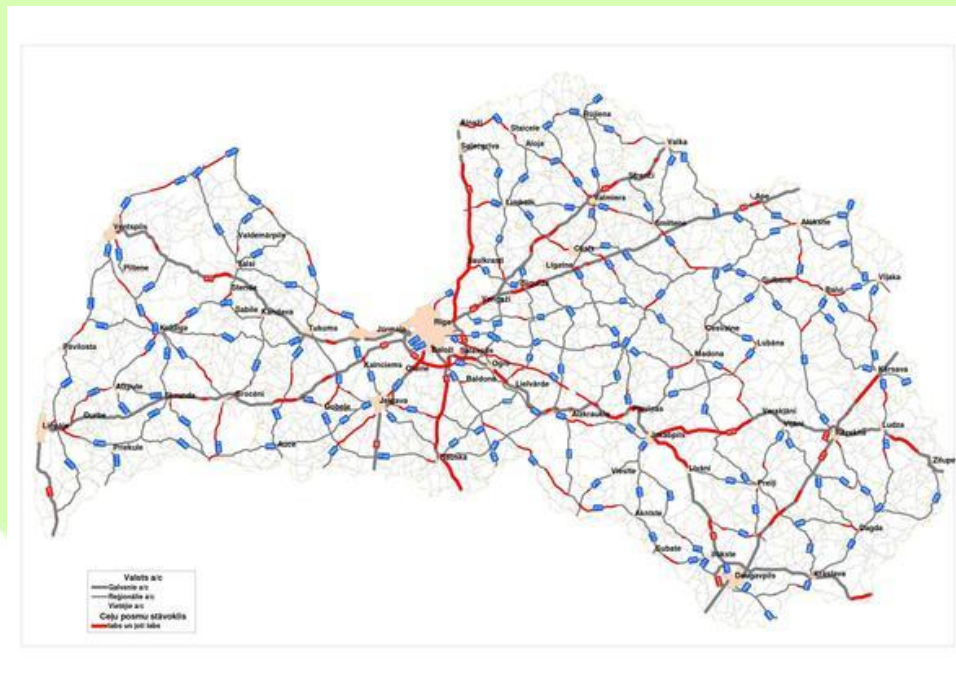 Ainaži
Rūjiena
Staicele
Salacgrīva
Aloja
Valka
Strenči
Valmiera
Ape
Limbaži
Smiltene
Alūksne
Ventspils
Valdemārpils
Cēsis
Piltene
Talsi
Saulkrasti
Līgatne
Gulbene
Viļaka
Stende
Sigulda
Balvi
Sabile
Kandava
Vangaži
Kuldīga
Tukums
Jūrmala
Rīga
Cesvaine
Lubāna
Pāvilosta
Baloži
Salaspils
Madona
Kalnciems
Olaine
Ogre
Kārsava
Aizpute
Baldone
Lielvārde
Saldus
Brocēni
Dobele
Jelgava
Durbe
Aizkraukle
Pļaviņas
Varakļāni
Liepāja
Viļāni
Ludza
Jēkabpils
Rēzekne
Priekule
Auce
Bauska
Zilupe
Viesīte
Līvāni
Preiļi
Aknīste
Dagda
Subate
Ilūkste
Daugavpils
Krāslava
Valsts a/c
Galvenie a/c
Reģionālie a/c
Vietējie a/c
Ceļu posmu stāvoklis
labs un ļoti labs